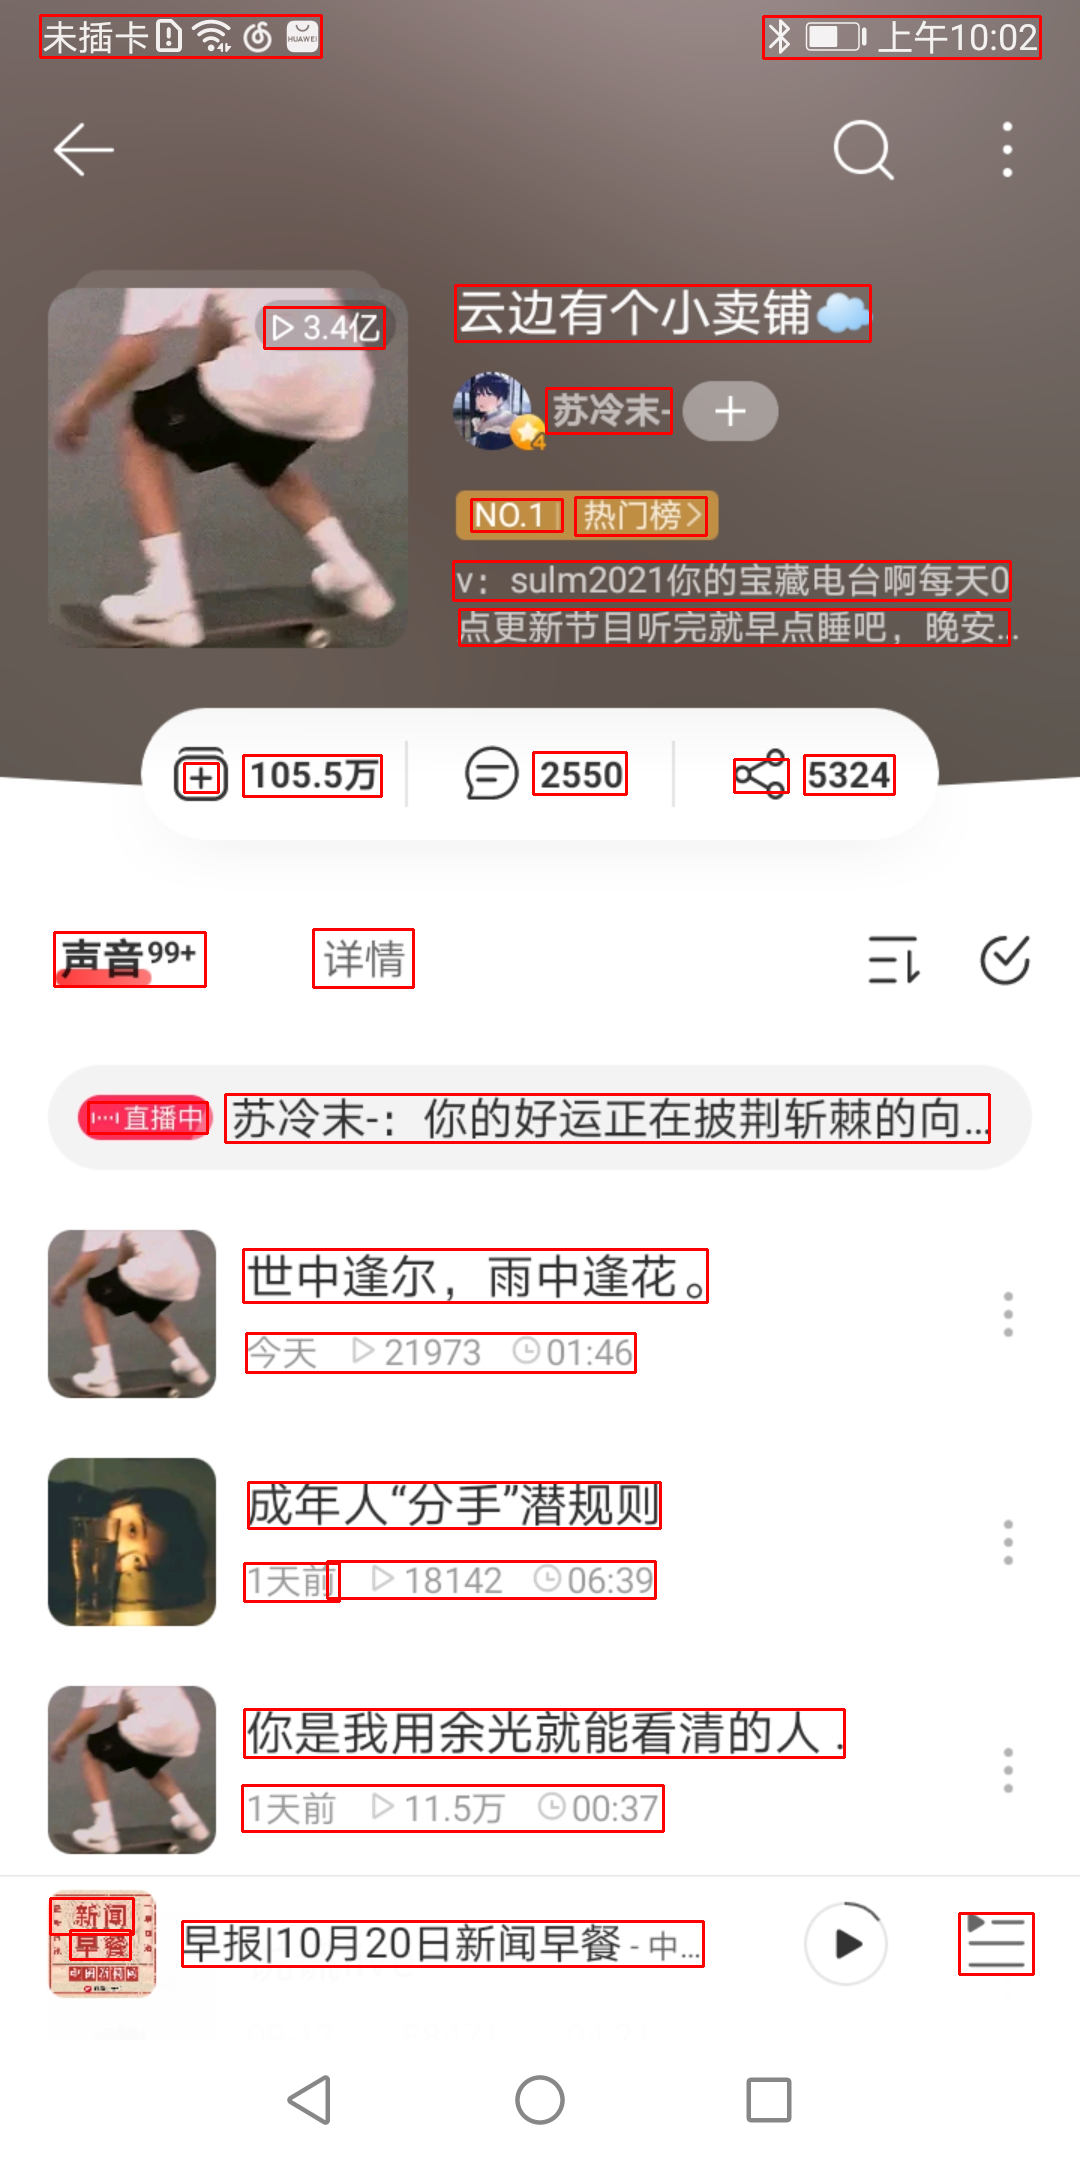 未插卡 HUAWEI 上午10:02
3.4亿
云边有个小卖铺
苏冷末-
NO.1 热门榜
v：sulm2021你的宝藏电台啊每天0
点更新节目听完就早点睡吧，晚安...
105.5万 2550 5324
声音99+ 详情
直播中 苏冷末-：你的好运正在披荆斩棘的向...
世中逢尔，雨中逢花。
今天 21973 01:46
成年人“分手”潜规则
1天前 18142 06:39
你是我用余光就能看清的人 .
1天前 11.5万 00:37
新闻
早餐
早报|10月20日新闻早餐 - 中...